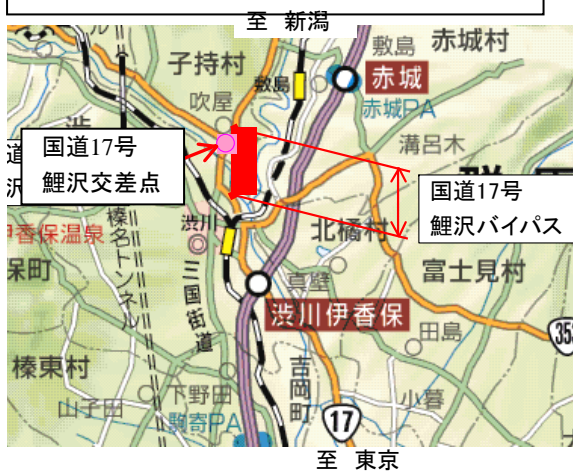 至 新潟
敷島
赤城村
子持村
敷島
赤城
吹屋
赤城PA
国道17号
鯉沢交差点
溝呂木
国道17号
鯉沢バイパス
渋川
北橘村
伊香保温泉
榛名トンネル
保町
三国街道
真壁
富士見村
渋川伊香保
田島
353
榛東村
吉岡町
下野田
山子田
駒寄PA
17
小暮
至 東京